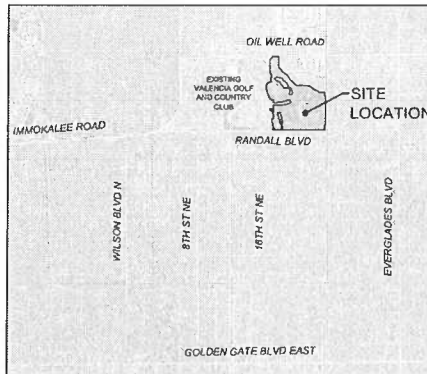 OIL WELL ROAD
EXISTING
VALENCIA GOLF
AND COUNTRY
CLUB
SITE
LOCATION
IMMOKALEE ROAD
RANDALL BLVD
WILSON BLVD N
8TH ST NE
16TH ST NE
EVERGLADES BLVD
GOLDEN GATE BLVD EAST